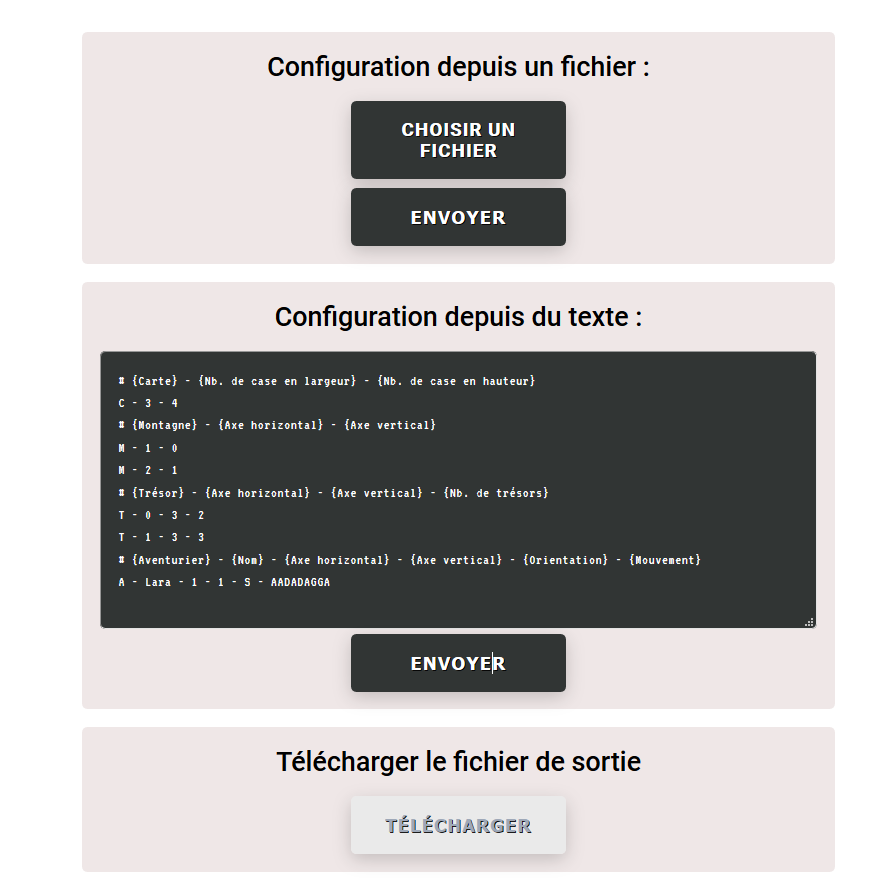 Configuration depuis un fichier :
CHOISIR UN
FICHIER
ENVOYER
Configuration depuis du texte :
# {Carte} - {Nb. de case en largeur} - {Nb. de case en hauteur}
C - 3 - 4
# {Montagne} - {Axe horizontal} - {Axe vertical}
M - 1 - 0
M - 2 - 1
# {Trésor} - {Axe horizontal} - {Axe vertical} - {Nb. de trésors}
T - 0 - 3 - 2
T - 1 - 3 - 3
# {Aventurier} - {Nom} - {Axe horizontal} - {Axe vertical} - {Orientation} - {Mouvement}
A - Lara - 1 - 1 - S - AADADAGGA
ENVOYER
Télécharger le fichier de sortie
TÉLÉCHARGER